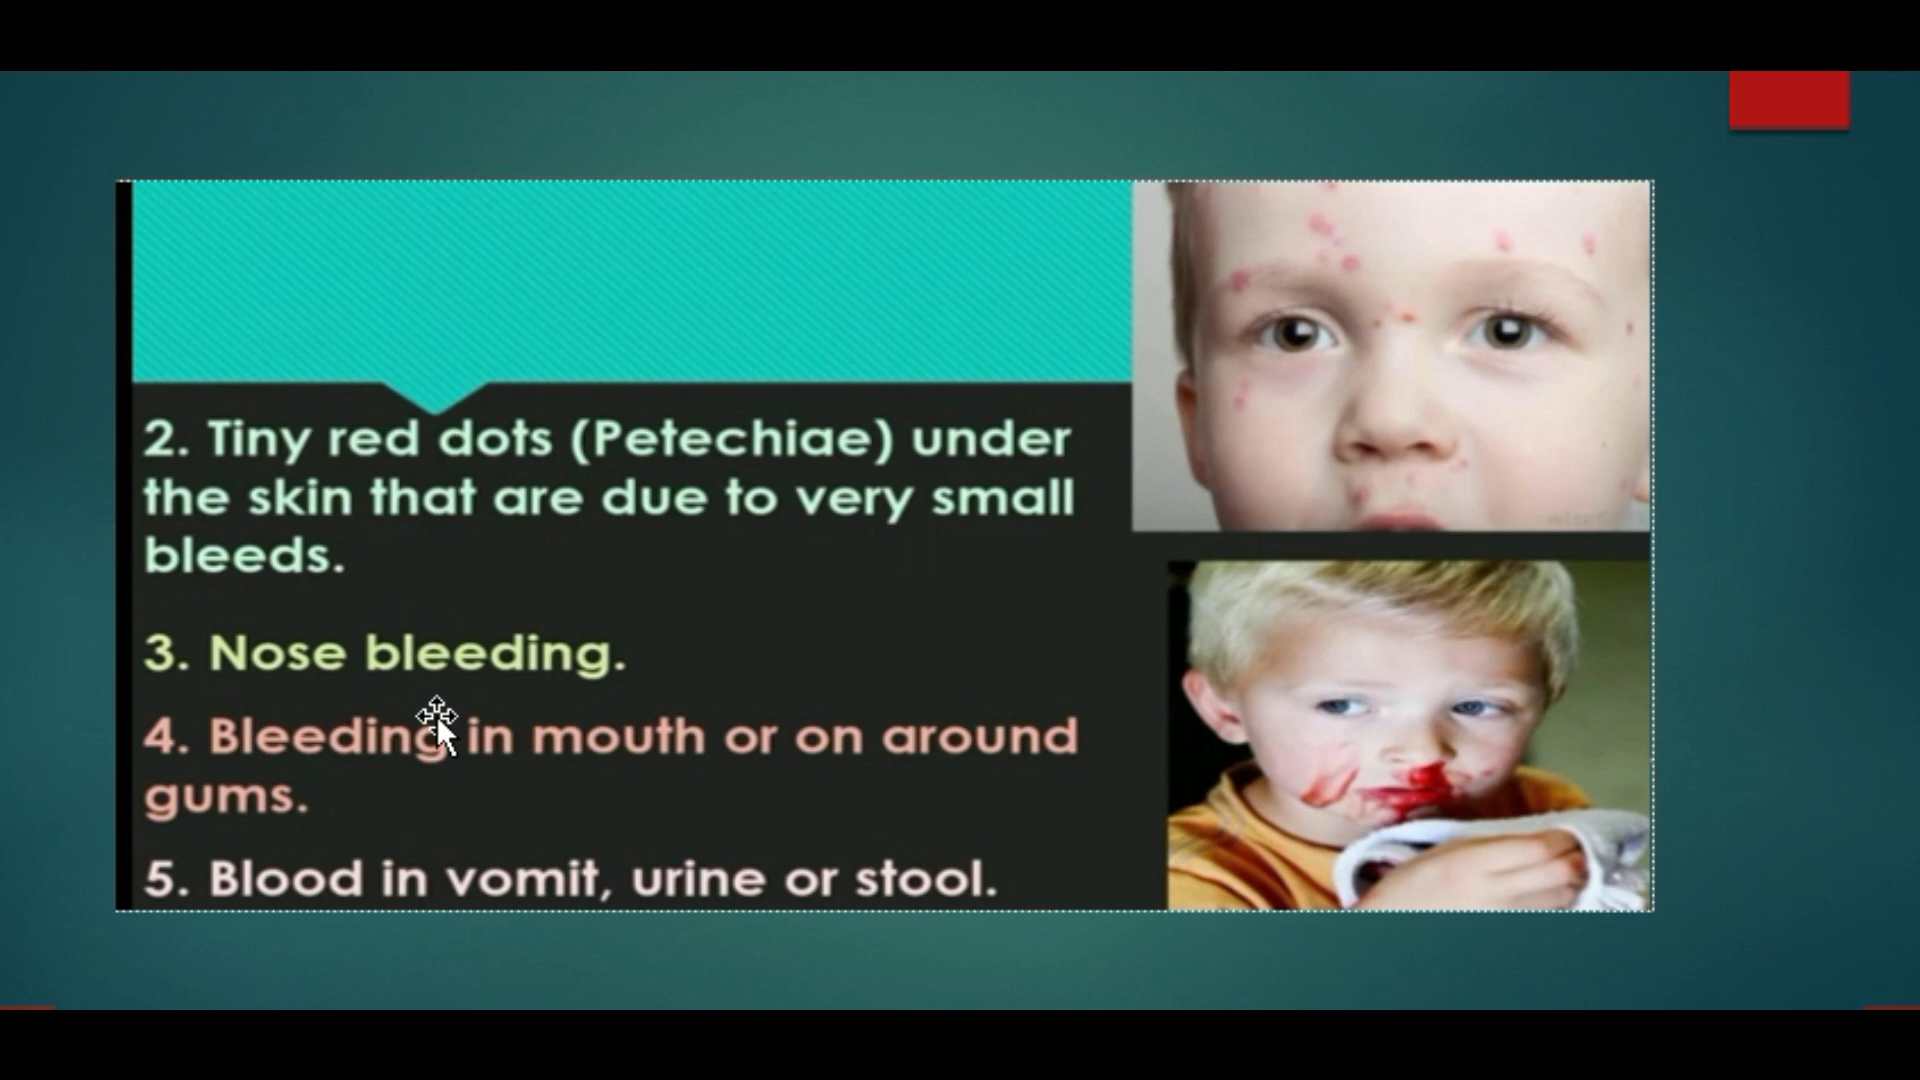 2. Tiny red dots (Petechiae) under
the skin that are due to very small
bleeds.
3. Nose bleeding.
4. Bleeding in mouth or on around
gums.
5. Blood in vomit, urine or stool.